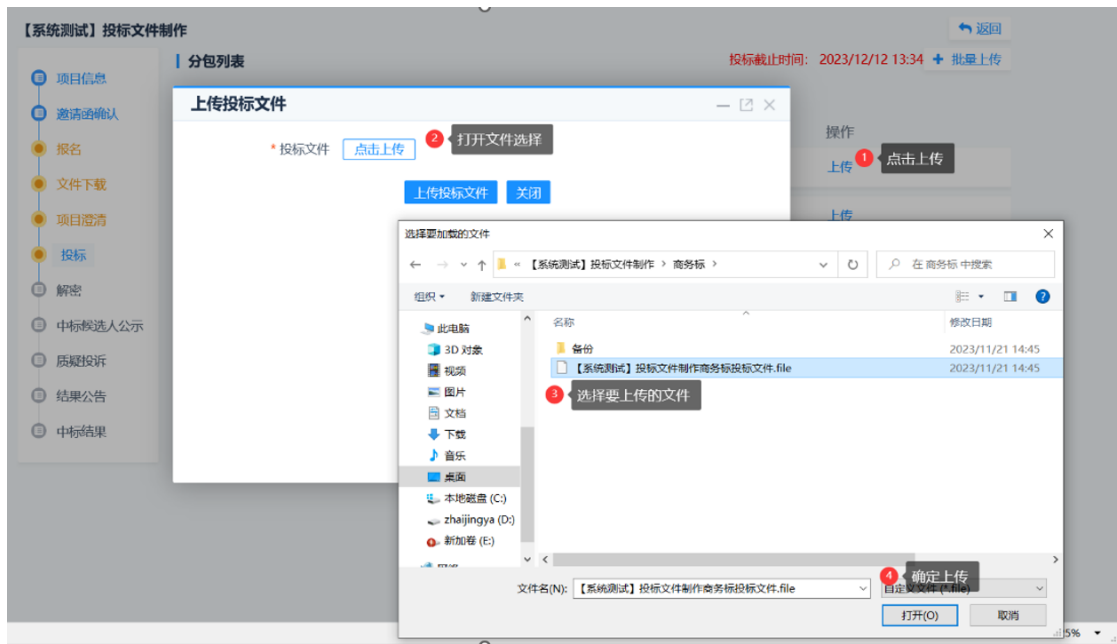 【系统测试】投标文件制作
返回
分包列表
投标截止时间: 2023/12/12 13:34
批量上传
项目信息
邀请函确认
报名
文件下载
项目澄清
投标
解密
中标候选人公示
质疑投诉
结果公告
中标结果
上传投标文件
* 投标文件 点击上传
2 打开文件选择
上传投标文件 关闭
操作
上传
1 点击上传
上传
选择要加载的文件
« 【系统测试】投标文件制作 > 商务标 >
在 商务标 中搜索
组织 新建文件夹
此电脑
3D 对象
视频
图片
文档
下载
音乐
桌面
本地磁盘 (C:)
zhaijingya (D:)
新加卷 (E:)
名称 修改日期
备份 2023/11/21 14:45
【系统测试】投标文件制作商务标投标文件.file 2023/11/21 14:45
3 选择要上传的文件
4 确定上传
文件名(N): 【系统测试】投标文件制作商务标投标文件.file
自定义文件 (*.file)
打开(O) 取消
5%